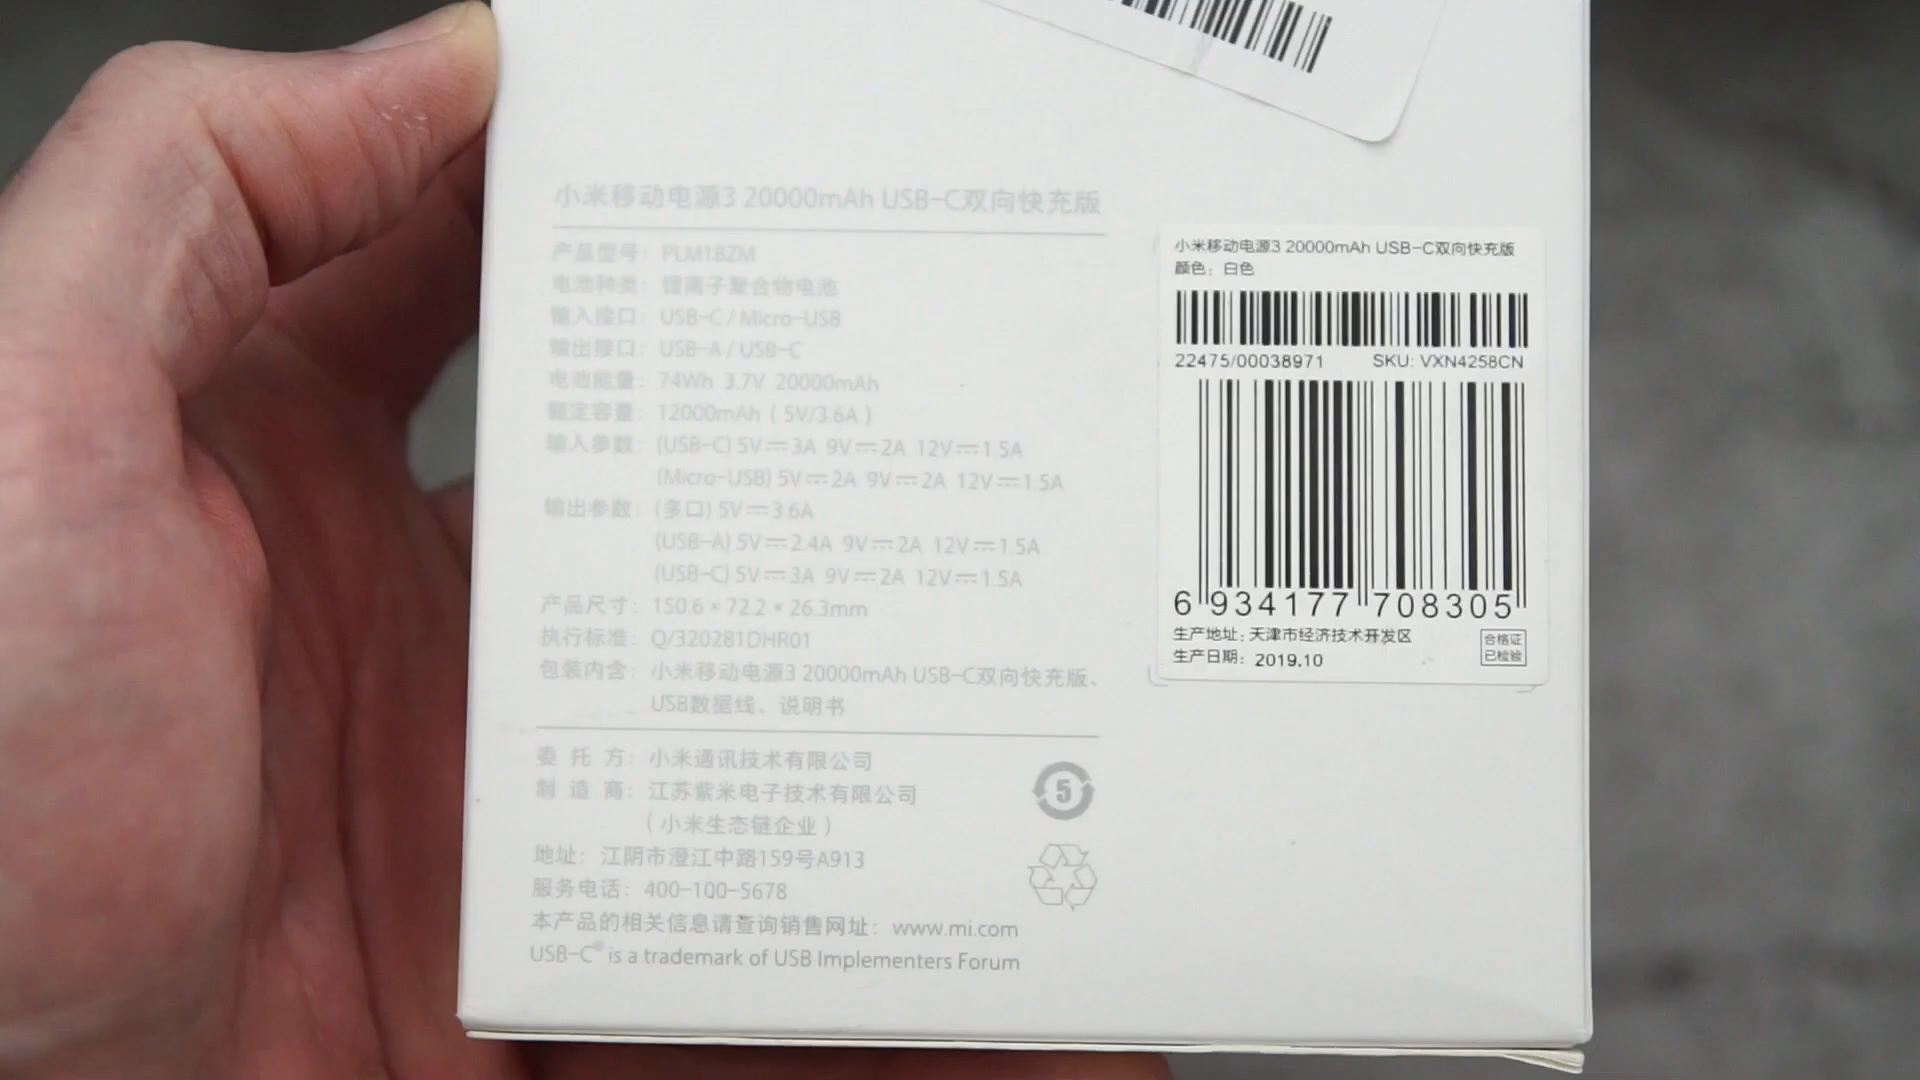 小米移动电源3 20000mAh USB-C双向快充版
产品型号: PLM18ZM
电池种类: 锂离子聚合物电池
输入接口: USB-C / Micro-USB
输出接口: USB-A / USB-C
电池能量: 74Wh 3.7V 20000mAh
额定容量: 12000mAh ( 5V/3.6A )
输入参数: (USB-C) 5V⎓3A 9V⎓2A 12V⎓1.5A
(Micro-USB) 5V⎓2A 9V⎓2A 12V⎓1.5A
输出参数: (多口) 5V⎓3.6A
(USB-A) 5V⎓2.4A 9V⎓2A 12V⎓1.5A
(USB-C) 5V⎓3A 9V⎓2A 12V⎓1.5A
产品尺寸: 150.6 * 72.2 * 26.3mm
执行标准: Q/320281DHR01
包装内含: 小米移动电源3 20000mAh USB-C双向快充版、
USB数据线、说明书
委 托 方: 小米通讯技术有限公司
制 造 商: 江苏紫米电子技术有限公司
( 小米生态链企业 )
地址: 江阴市澄江中路159号A913
服务电话: 400-100-5678
本产品的相关信息请查询销售网址: www.mi.com
USB-C® is a trademark of USB Implementers Forum
5
小米移动电源3 20000mAh USB-C双向快充版
颜色: 白色
22475/00038971 SKU: VXN4258CN
6 934177 708305
生产地址: 天津市经济技术开发区
生产日期: 2019.10
合格证
已检验